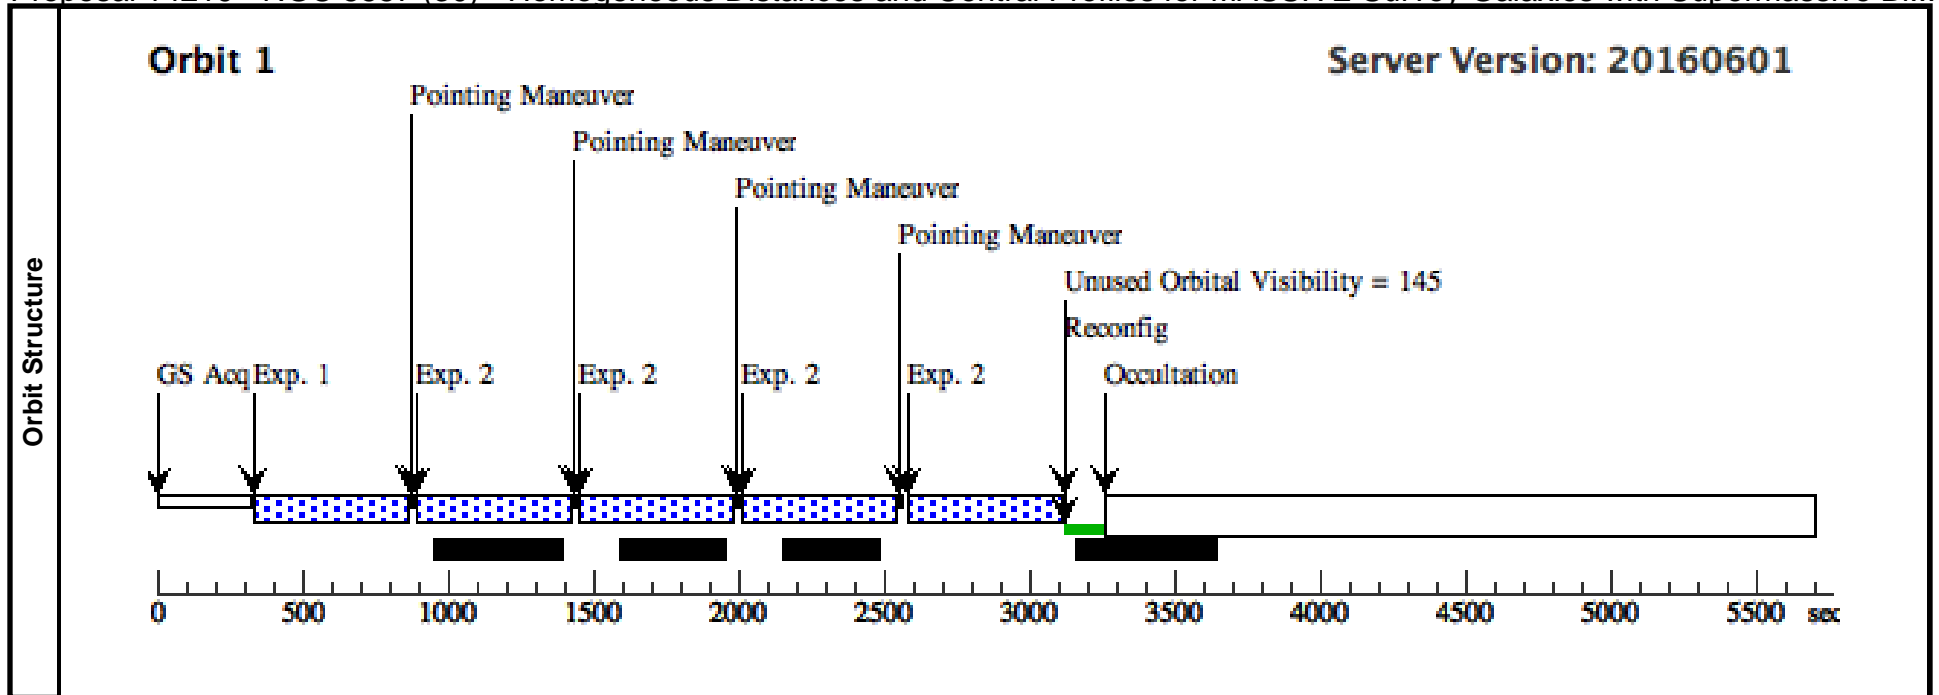 Orbit 1
Server Version: 20160601
Pointing Maneuver
Pointing Maneuver
Pointing Maneuver
Pointing Maneuver
Unused Orbital Visibility = 145
Reconfig
GS Acq Exp. 1 Exp. 2 Exp. 2 Exp. 2 Exp. 2 Occultation
Orbit Structure
0 500 1000 1500 2000 2500 3000 3500 4000 4500 5000 5500 sec